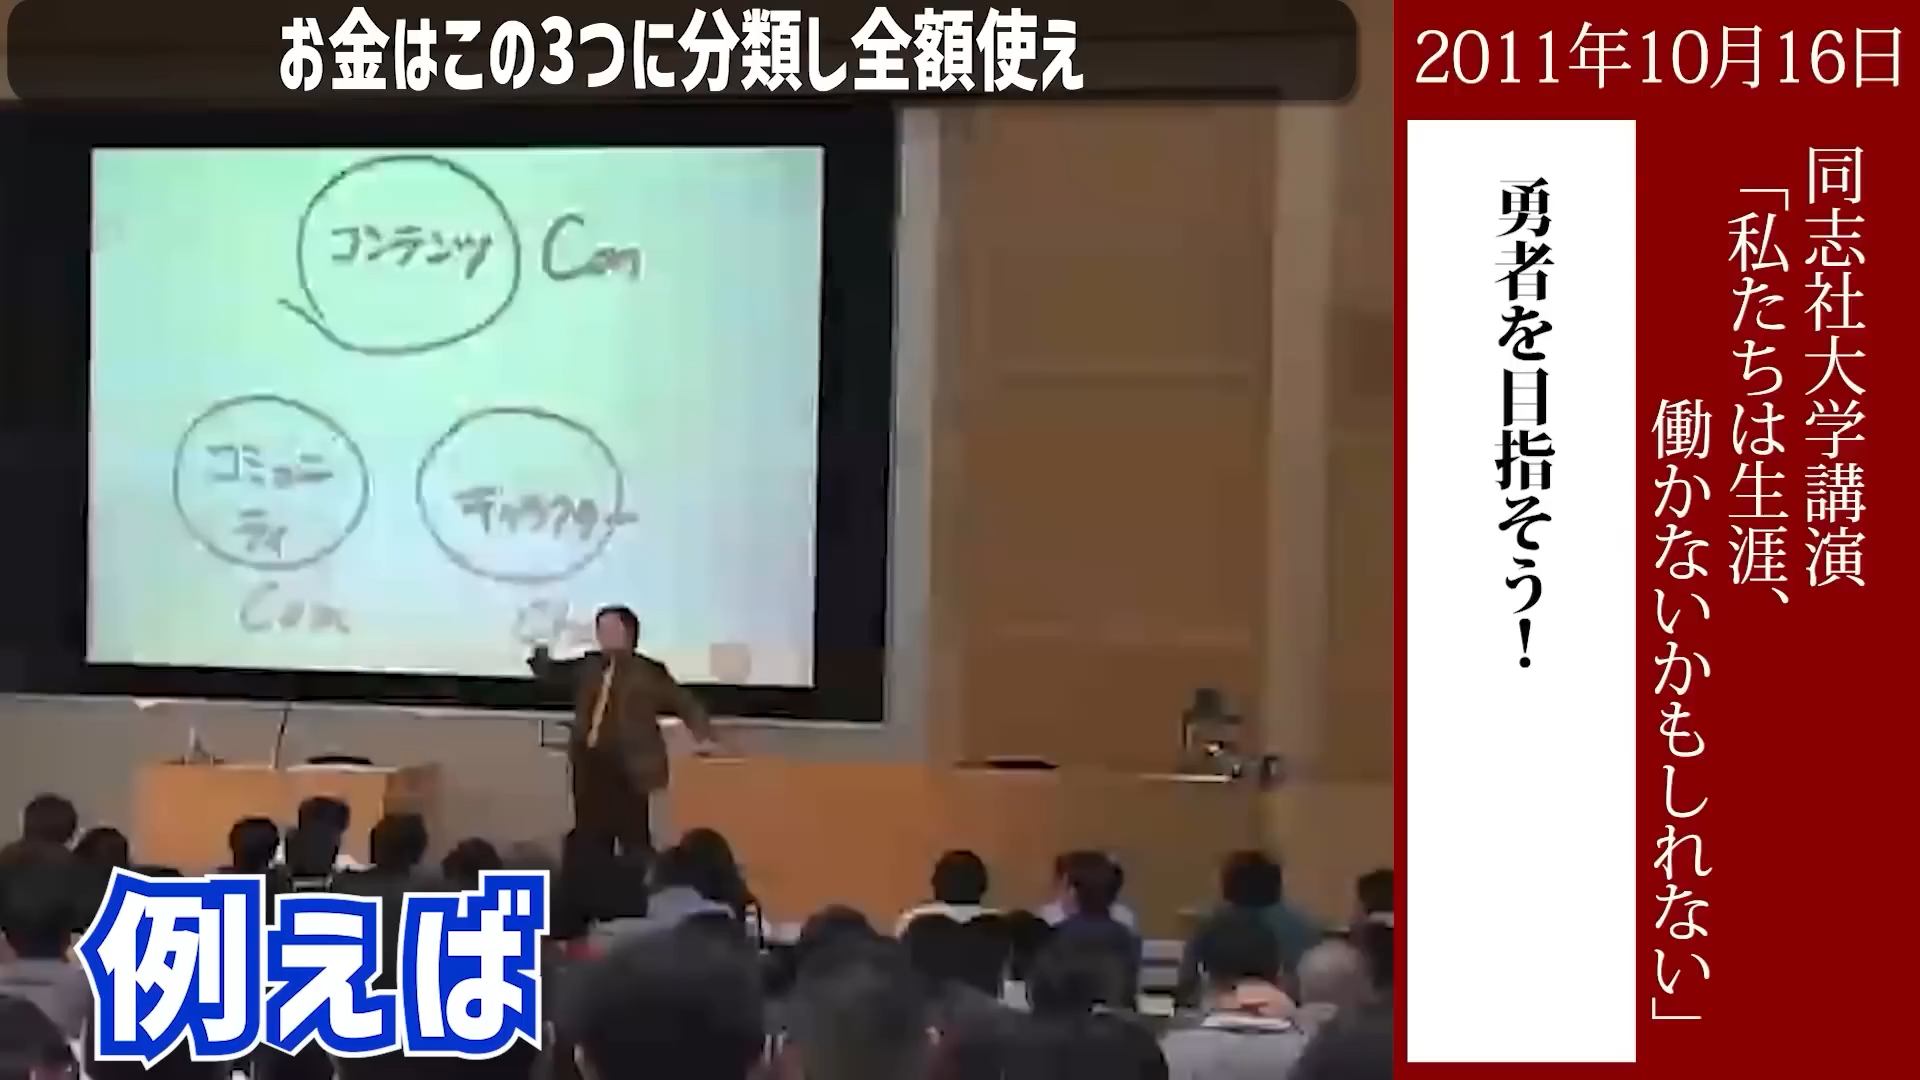 お金はこの3つに分類し全額使え
2011年10月16日
同志社大学講演
「私たちは生涯、
働かないかもしれない」
勇者を目指そう！
コンテンツ
Con
コミュニ
ティ
キャラクター
Com
例えば